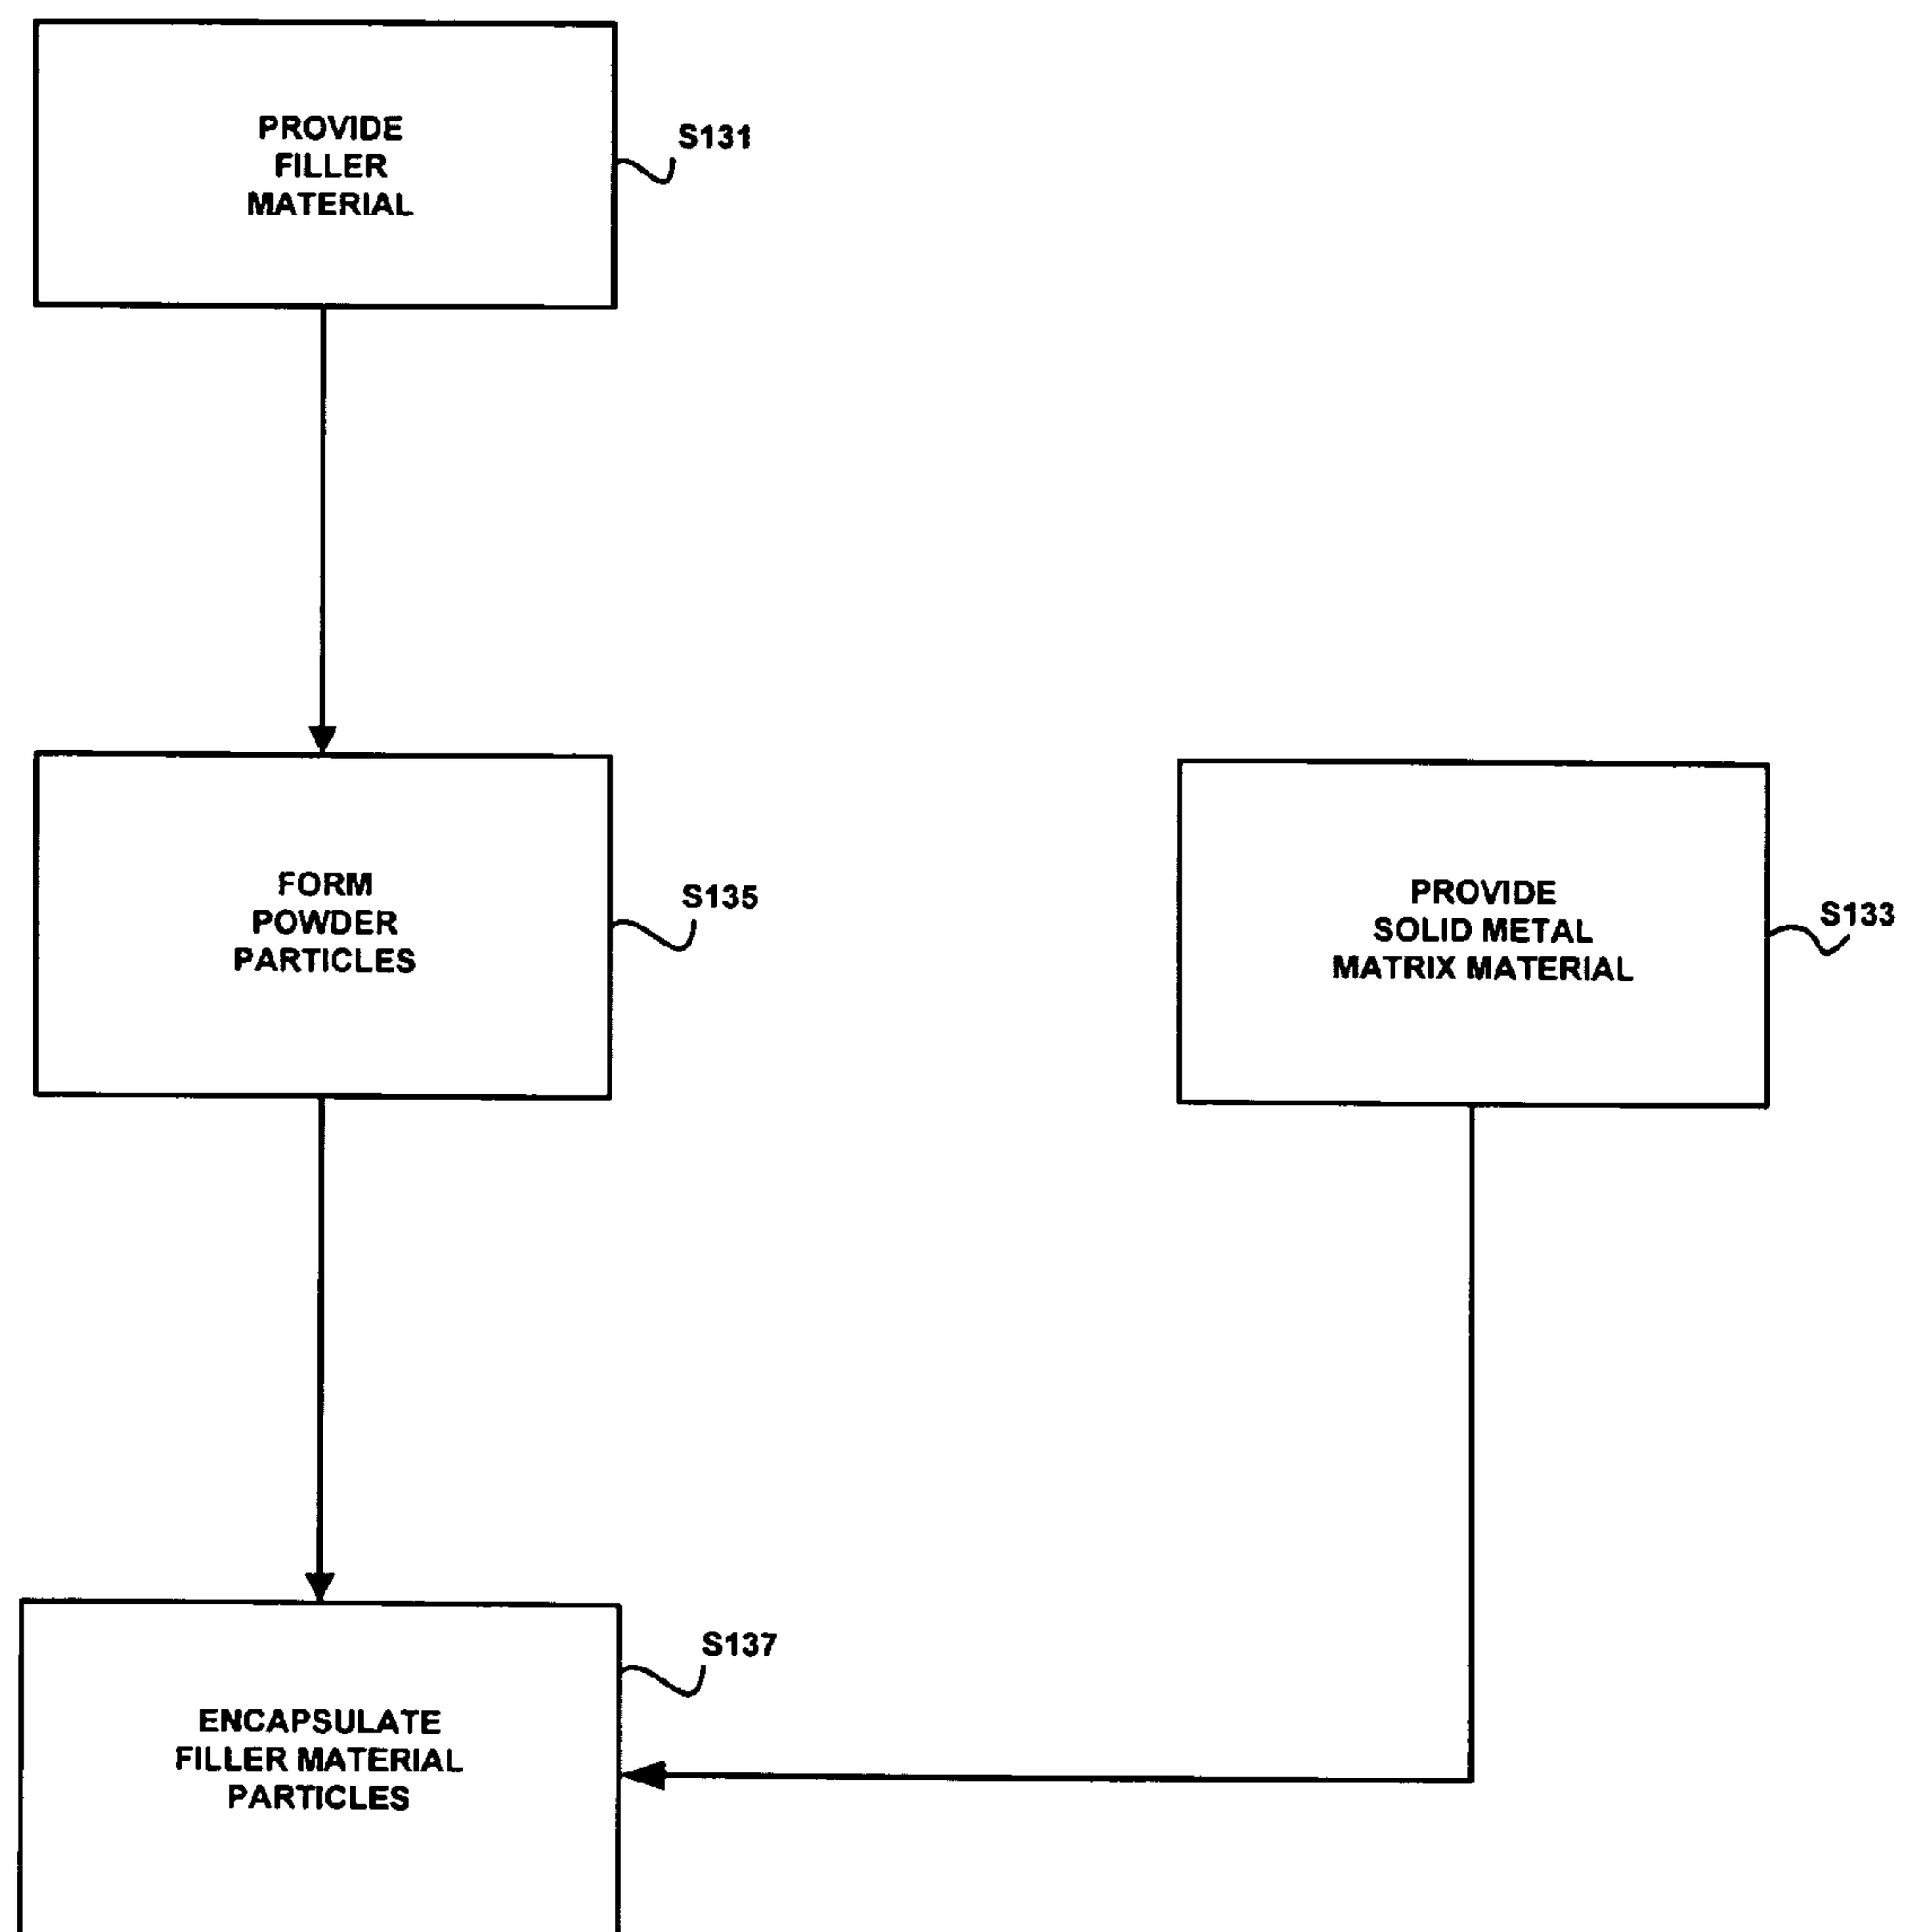 PROVIDE
FILLER
MATERIAL
S131
FORM
POWDER
PARTICLES
S135
PROVIDE
SOLID METAL
MATRIX MATERIAL
S133
S137
ENCAPSULATE
FILLER MATERIAL
PARTICLES